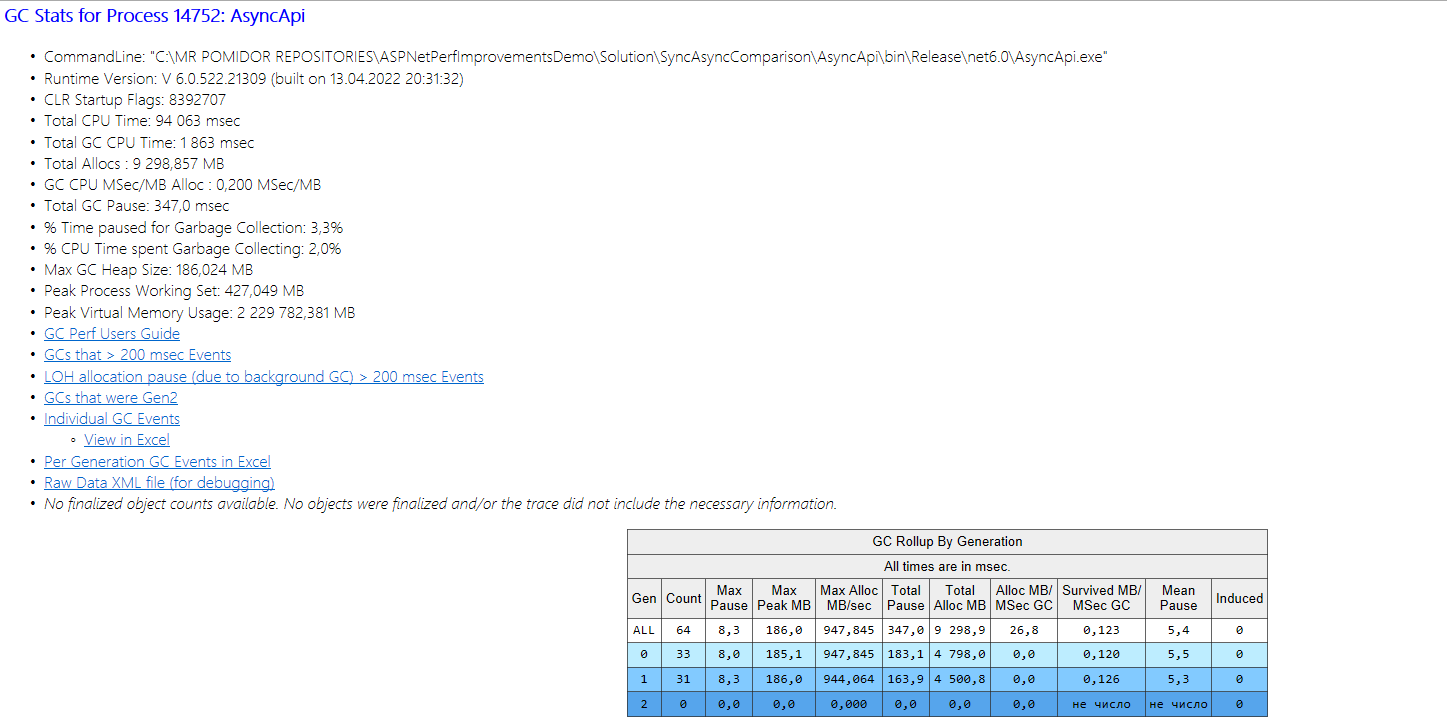 GC Stats for Process 14752: AsyncApi
• CommandLine: "C:\MR POMIDOR REPOSITORIES\ASPNetPerfImprovementsDemo\Solution\SyncAsyncComparison\AsyncApi\bin\Release\net6.0\AsyncApi.exe"
• Runtime Version: V 6.0.522.21309 (built on 13.04.2022 20:31:32)
• CLR Startup Flags: 8392707
• Total CPU Time: 94 063 msec
• Total GC CPU Time: 1 863 msec
• Total Allocs : 9 298,857 MB
• GC CPU MSec/MB Alloc : 0,200 MSec/MB
• Total GC Pause: 347,0 msec
• % Time paused for Garbage Collection: 3,3%
• % CPU Time spent Garbage Collecting: 2,0%
• Max GC Heap Size: 186,024 MB
• Peak Process Working Set: 427,049 MB
• Peak Virtual Memory Usage: 2 229 782,381 MB
• GC Perf Users Guide
• GCs that > 200 msec Events
• LOH allocation pause (due to background GC) > 200 msec Events
• GCs that were Gen2
• Individual GC Events
◦ View in Excel
• Per Generation GC Events in Excel
• Raw Data XML file (for debugging)
• No finalized object counts available. No objects were finalized and/or the trace did not include the necessary information.
GC Rollup By Generation
All times are in msec.
Gen Count Max Pause Max Peak MB Max Alloc MB/sec Total Pause Total Alloc MB Alloc MB/ MSec GC Survived MB/ MSec GC Mean Pause Induced
ALL 64 8,3 186,0 947,845 347,0 9 298,9 26,8 0,123 5,4 0
0 33 8,0 185,1 947,845 183,1 4 798,0 0,0 0,120 5,5 0
1 31 8,3 186,0 944,064 163,9 4 500,8 0,0 0,126 5,3 0
2 0 0,0 0,0 0,000 0,0 0,0 0,0 не число не число 0